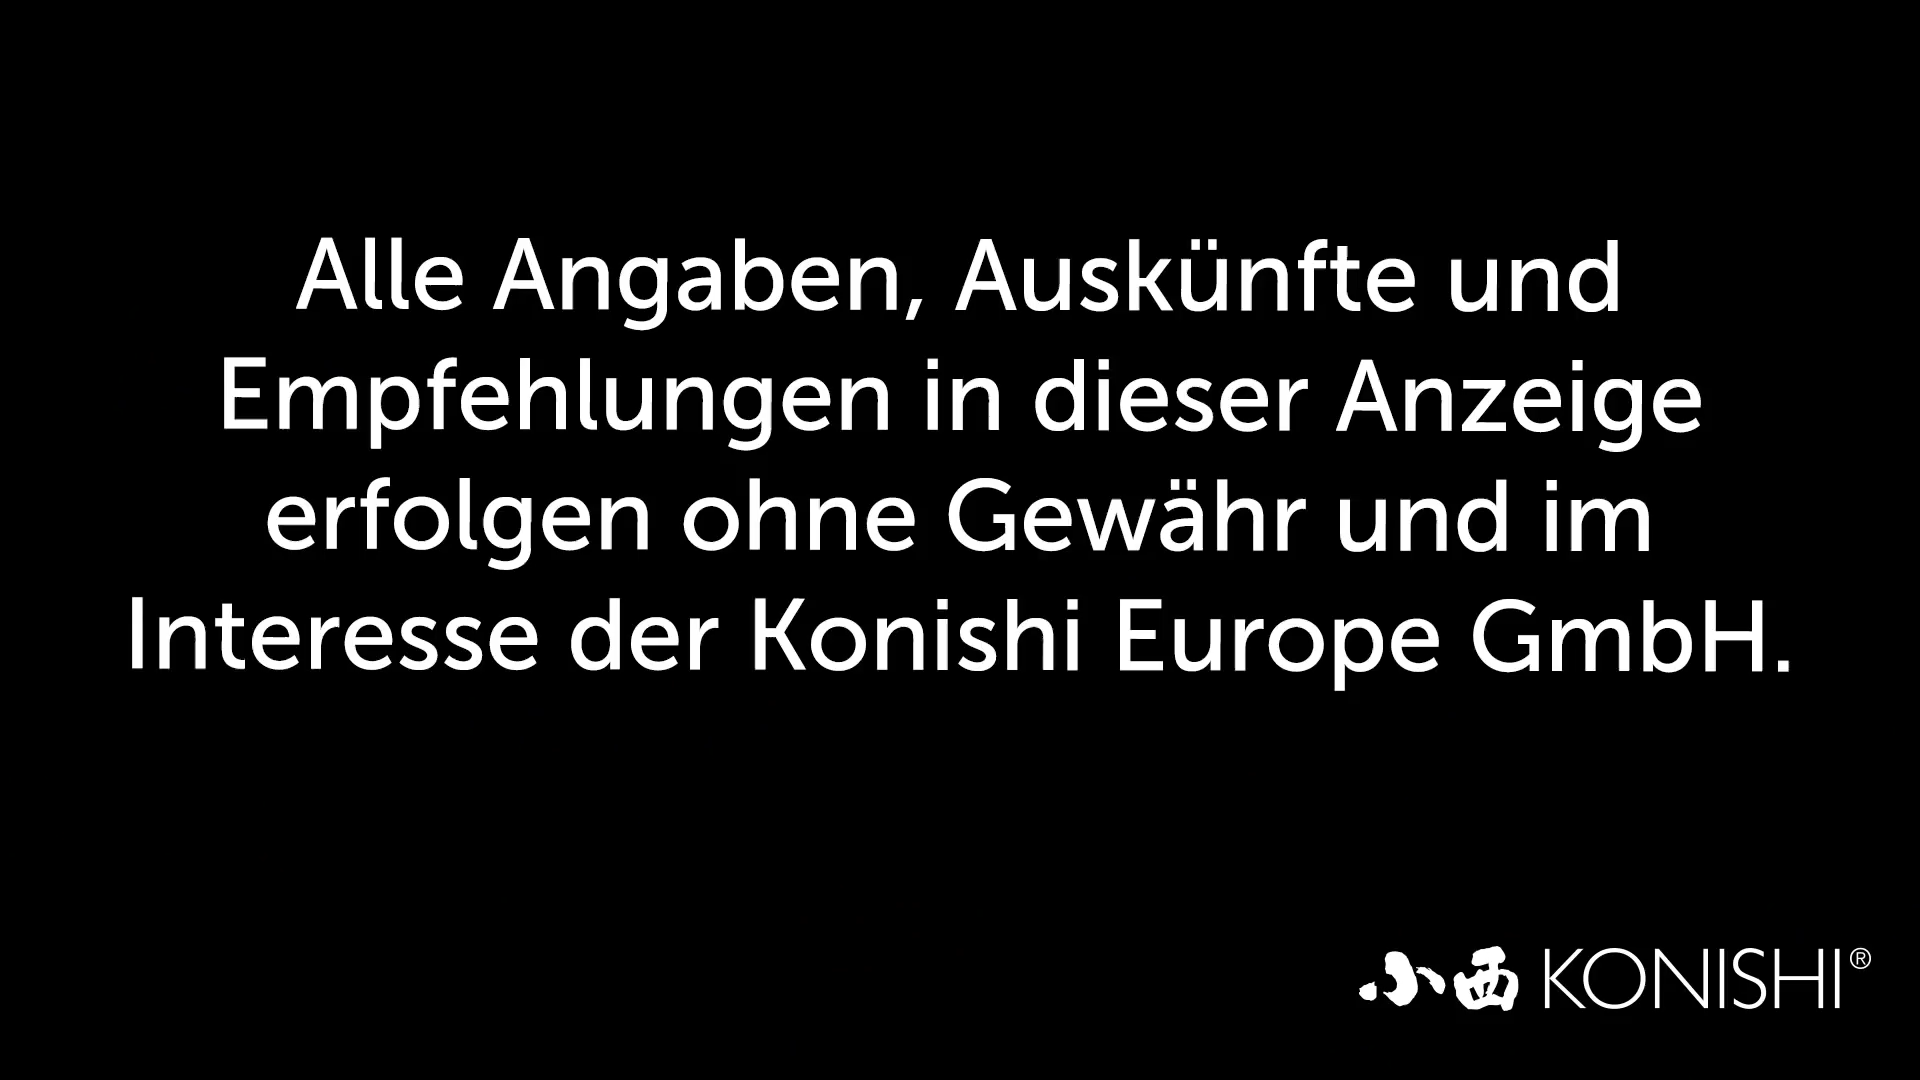 Alle Angaben, Auskünfte und
Empfehlungen in dieser Anzeige
erfolgen ohne Gewähr und im
Interesse der Konishi Europe GmbH.
小西 KONISHI®